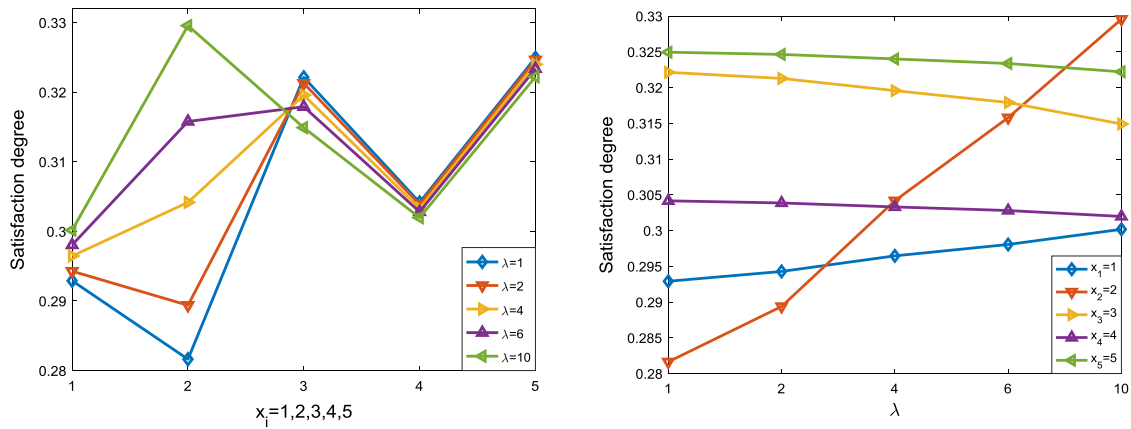 0.33
0.32
0.31
0.3
0.29
0.28
Satisfaction degree
1
2
3
4
5
x_i=1,2,3,4,5
λ=1
λ=2
λ=4
λ=6
λ=10
0.33
0.325
0.32
0.315
0.31
0.305
0.3
0.295
0.29
0.285
0.28
Satisfaction degree
1
2
4
6
10
λ
x_1=1
x_2=2
x_3=3
x_4=4
x_5=5